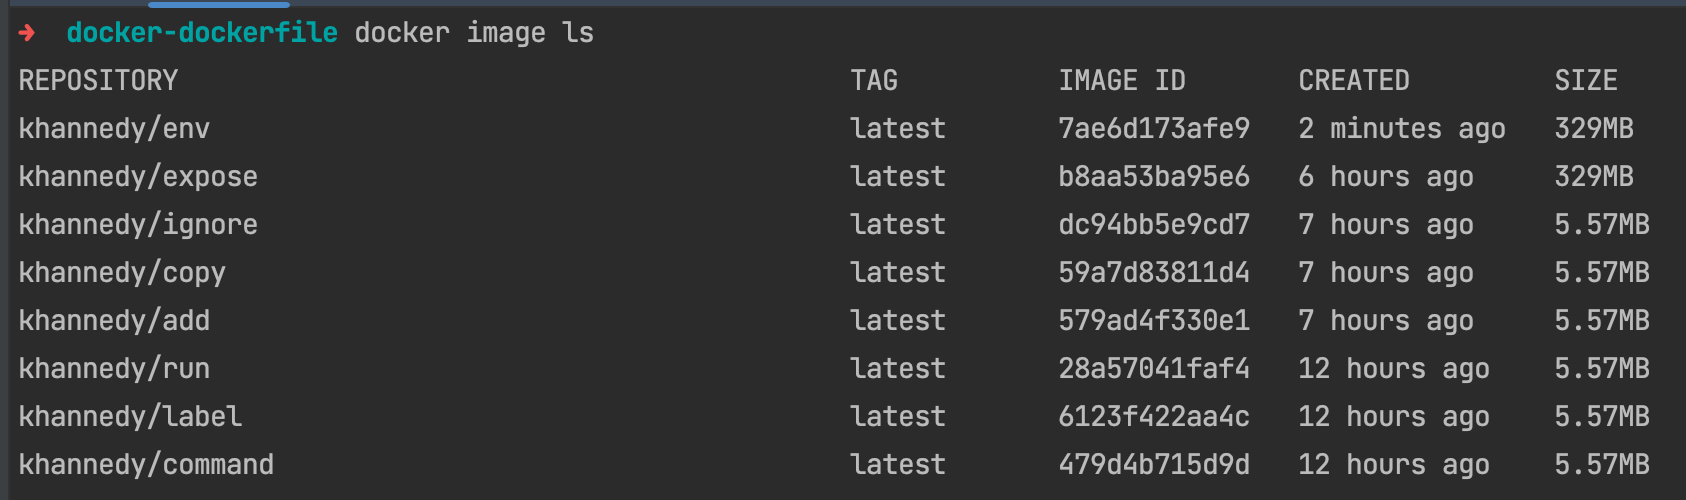 ➜ docker-dockerfile docker image ls
REPOSITORY TAG IMAGE ID CREATED SIZE
khannedy/env latest 7ae6d173afe9 2 minutes ago 329MB
khannedy/expose latest b8aa53ba95e6 6 hours ago 329MB
khannedy/ignore latest dc94bb5e9cd7 7 hours ago 5.57MB
khannedy/copy latest 59a7d83811d4 7 hours ago 5.57MB
khannedy/add latest 579ad4f330e1 7 hours ago 5.57MB
khannedy/run latest 28a57041faf4 12 hours ago 5.57MB
khannedy/label latest 6123f422aa4c 12 hours ago 5.57MB
khannedy/command latest 479d4b715d9d 12 hours ago 5.57MB